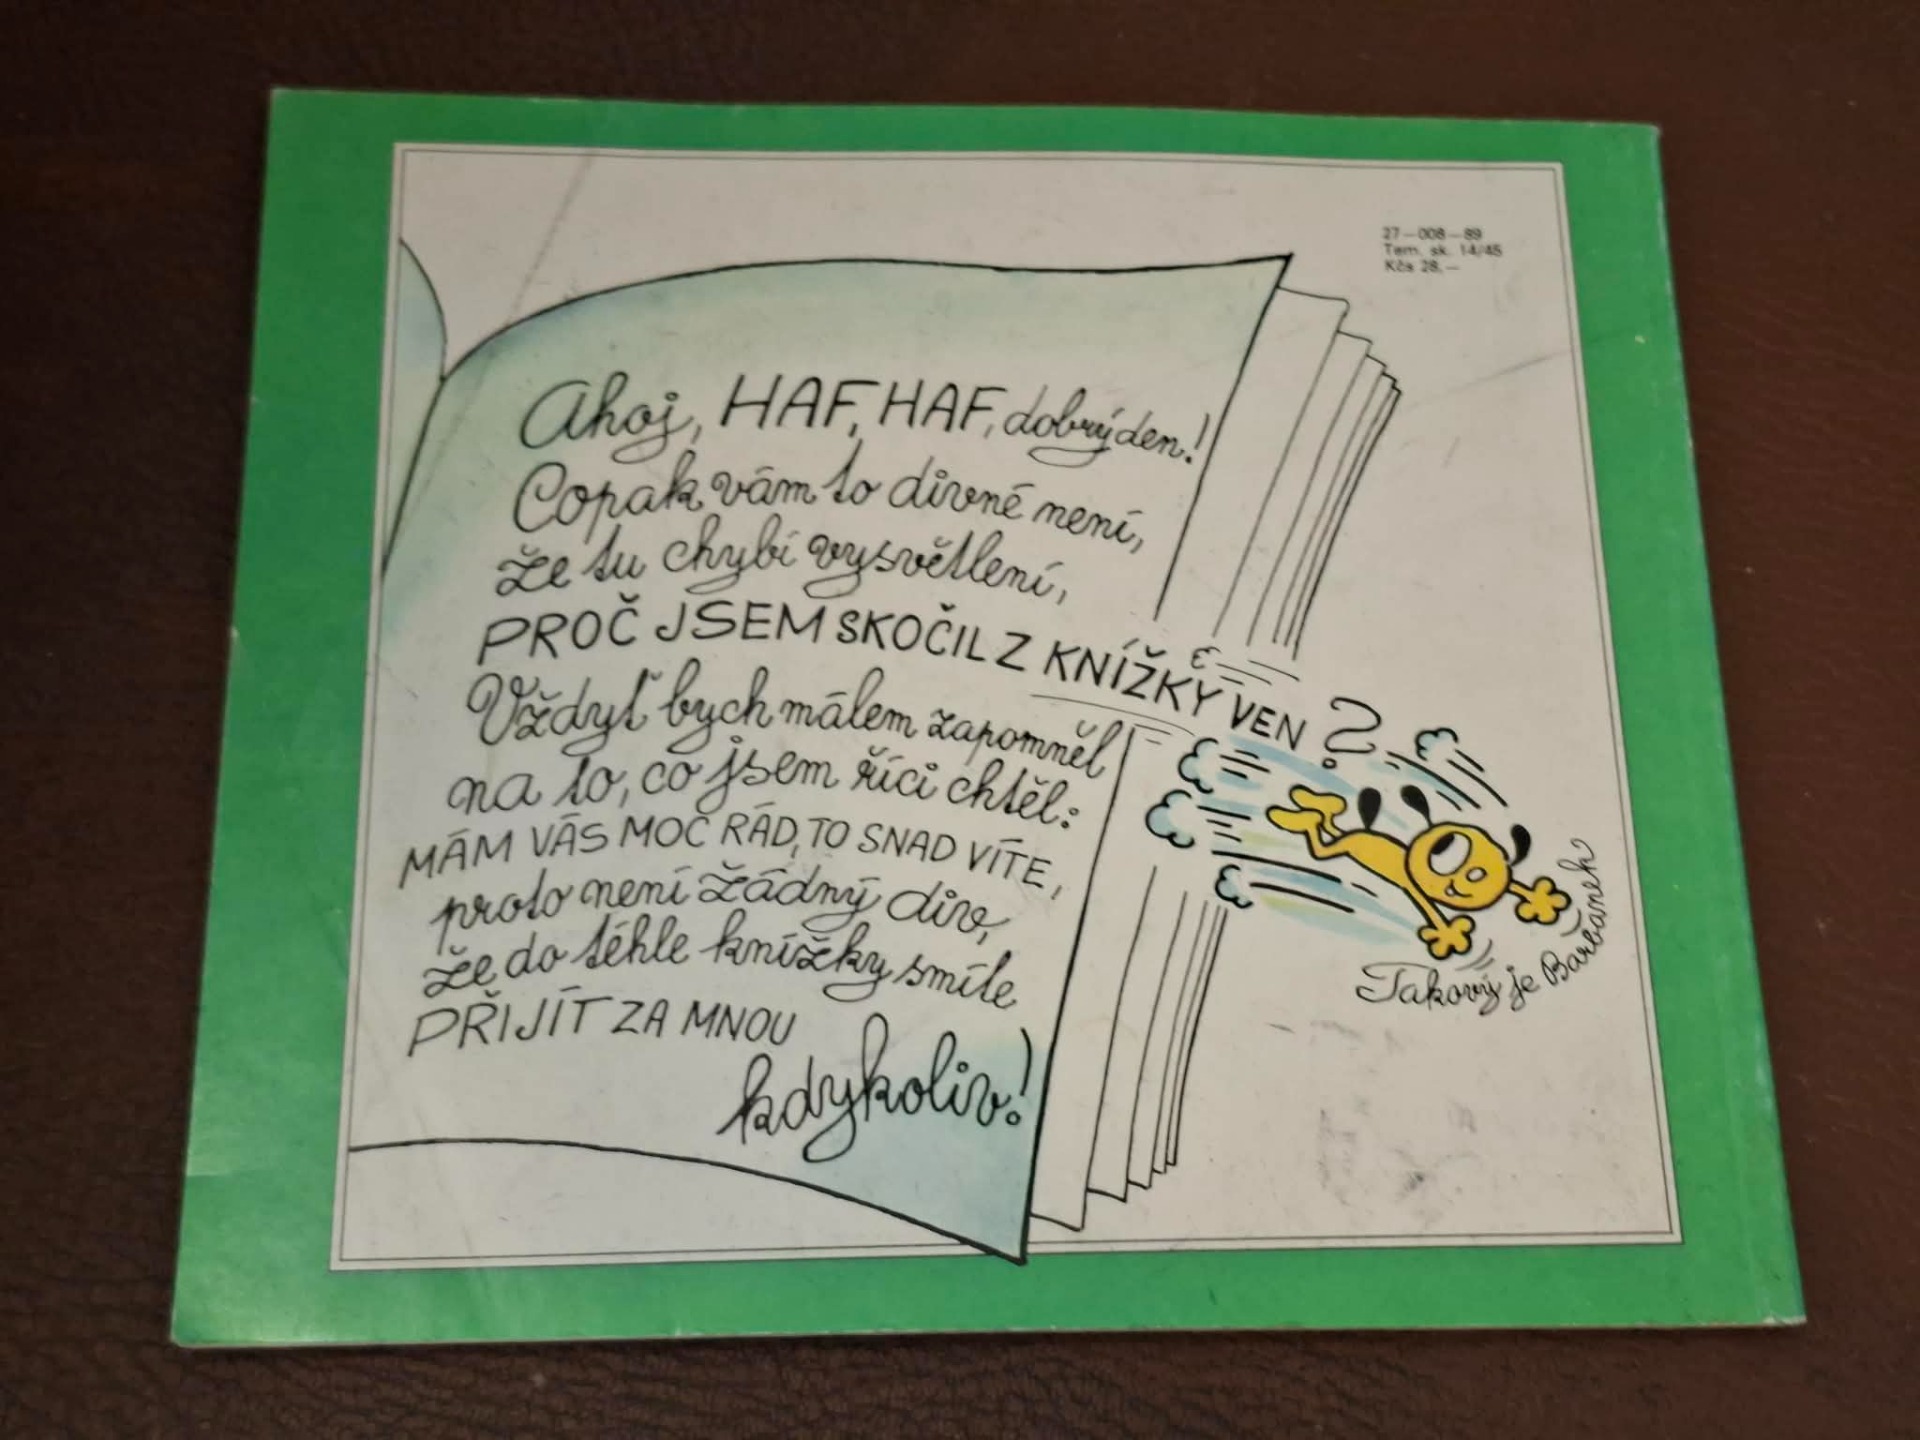 27-008-89
Tem. sk. 14/45
Kčs 28,—
Ahoj, HAF, HAF, dobrý den!
Copak vám to divné není,
že tu chybí vysvětlení,
PROČ JSEM SKOČIL Z KNÍŽKY VEN?
Vždyť bych málem zapomněl
na to, co jsem říci chtěl:
MÁM VÁS MOC RÁD, TO SNAD VÍTE,
proto není žádný div,
že do téhle knížky smíte
PŘIJÍT ZA MNOU
kdykoliv!
Takový je Barbánek